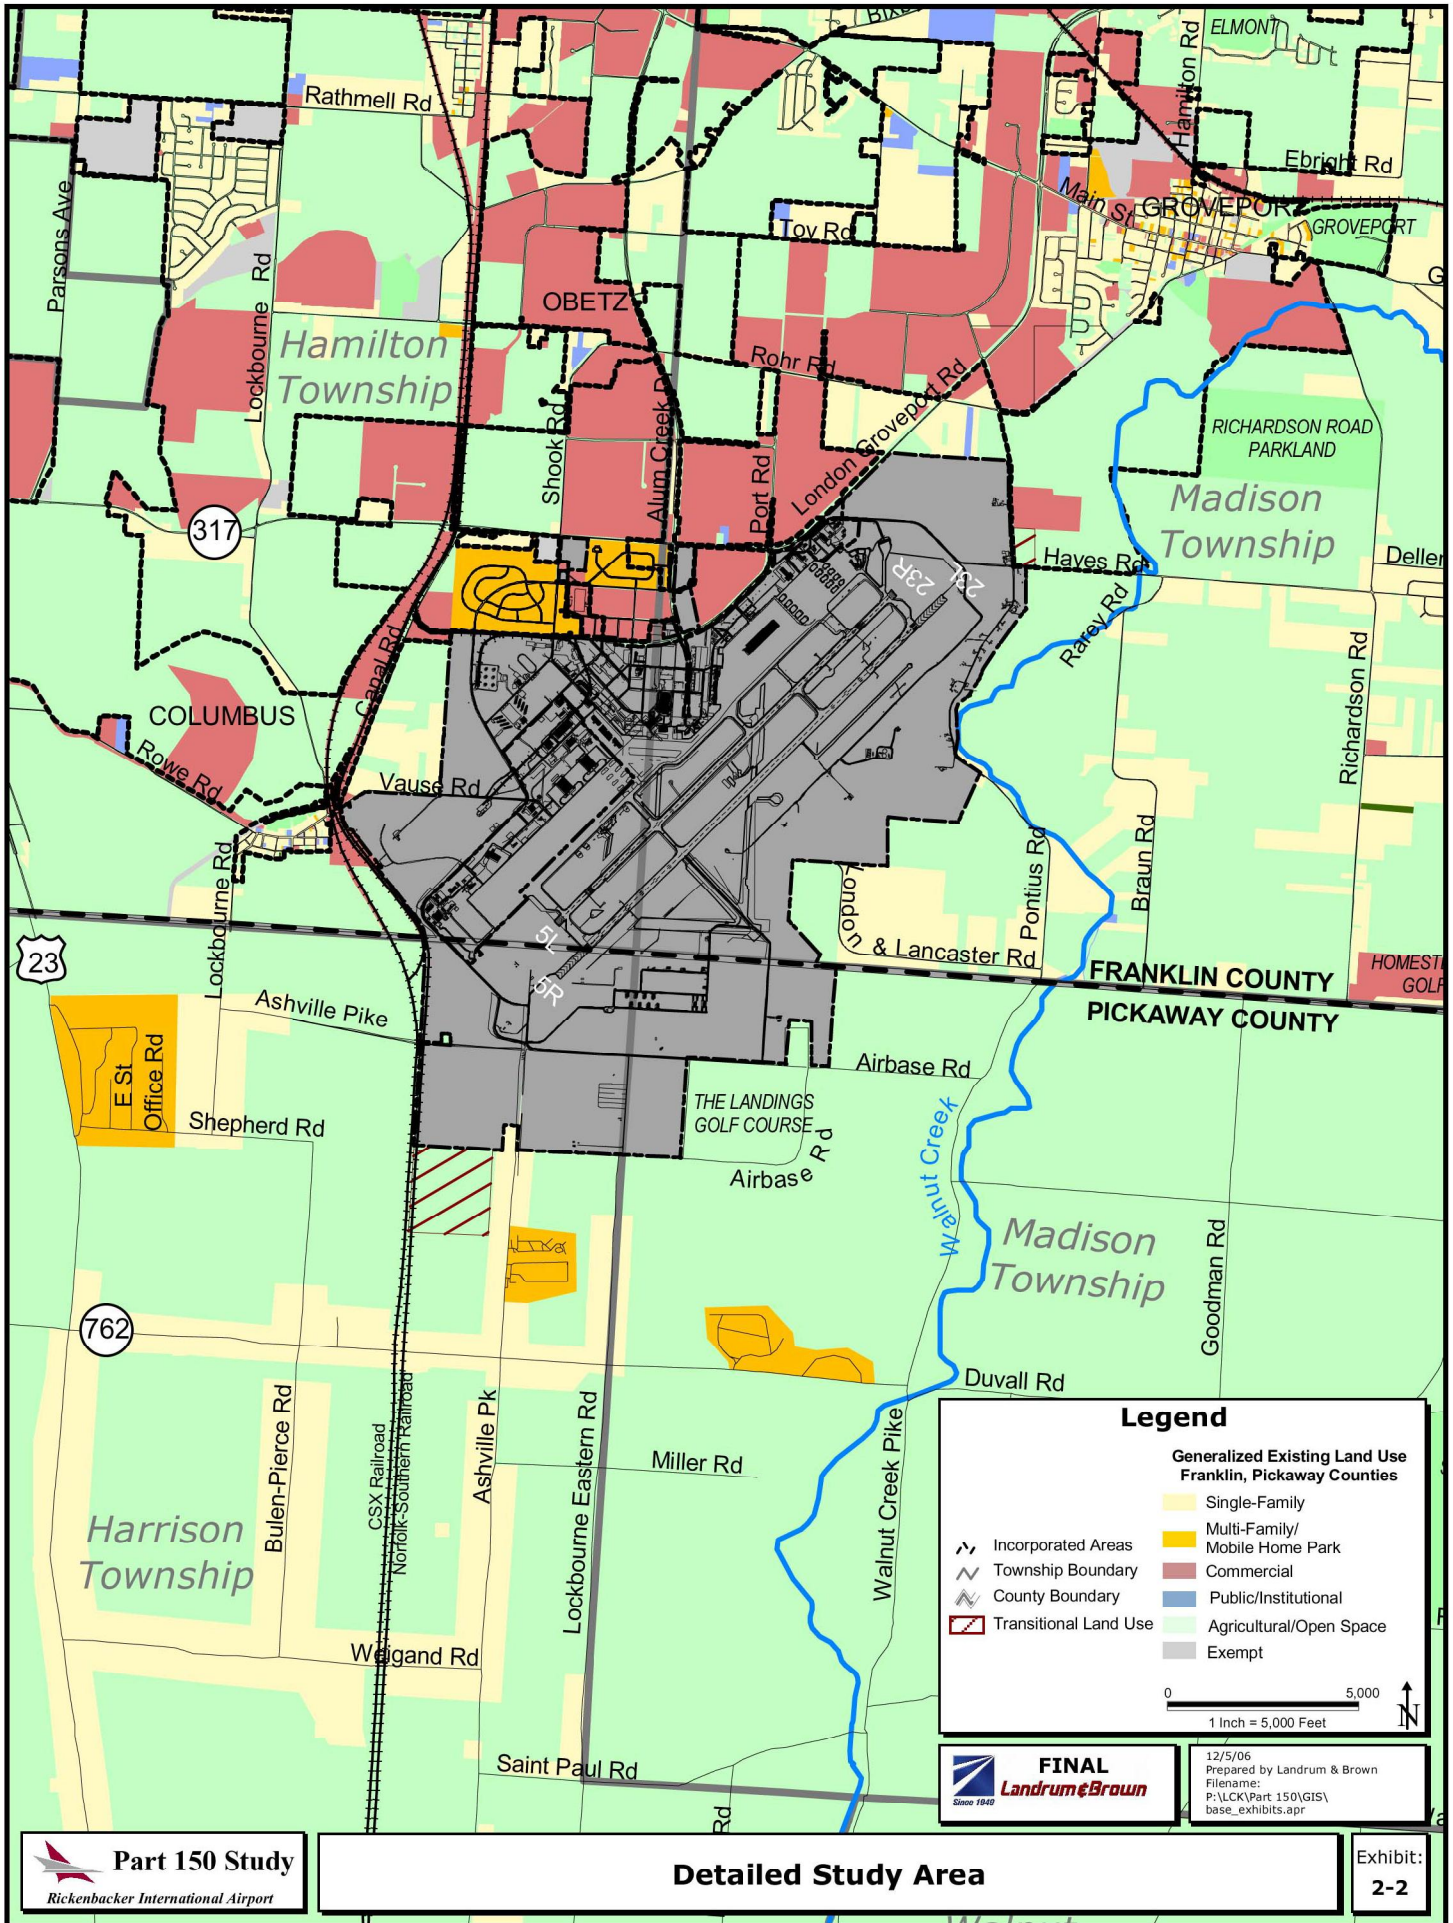 ELMONT
Hamilton Rd
Rathmell Rd
Ebright Rd
Parsons Ave
Main St
GROVEPORT
GROVEPORT
Toy Rd
Lockbourne Rd
OBETZ
Hamilton
Township
Rohr Rd
London Groveport Rd
Shook Rd
Alum Creek D
Port Rd
RICHARDSON ROAD
PARKLAND
Madison
Township
317
Hayes Rd
23R
23L
Rarey Rd
Richardson Rd
Canal Rd
COLUMBUS
Rowe Rd
Vause Rd
Lockbourne Rd
Pontius Rd
Braun Rd
London
& Lancaster Rd
23
5L
5R
FRANKLIN COUNTY
PICKAWAY COUNTY
Ashville Pike
E St
Office Rd
Shepherd Rd
Airbase Rd
THE LANDINGS
GOLF COURSE
Airbase Rd
Walnut Creek
Madison
Township
Goodman Rd
762
Duvall Rd
Bulen-Pierce Rd
CSX Railroad
Norfolk-Southern Railroad
Ashville Pk
Lockbourne Eastern Rd
Miller Rd
Walnut Creek Pike
Harrison
Township
Weigand Rd
Saint Paul Rd
Rd
Legend
Generalized Existing Land Use
Franklin, Pickaway Counties
Single-Family
Multi-Family/
Mobile Home Park
Commercial
Public/Institutional
Agricultural/Open Space
Exempt
Incorporated Areas
Township Boundary
County Boundary
Transitional Land Use
0 5,000
1 Inch = 5,000 Feet
N
FINAL
Landrum & Brown
Since 1949
12/5/06
Prepared by Landrum & Brown
Filename:
P:\LCK\Part 150\GIS\
base_exhibits.apr
Part 150 Study
Rickenbacker International Airport
Detailed Study Area
Exhibit:
2-2